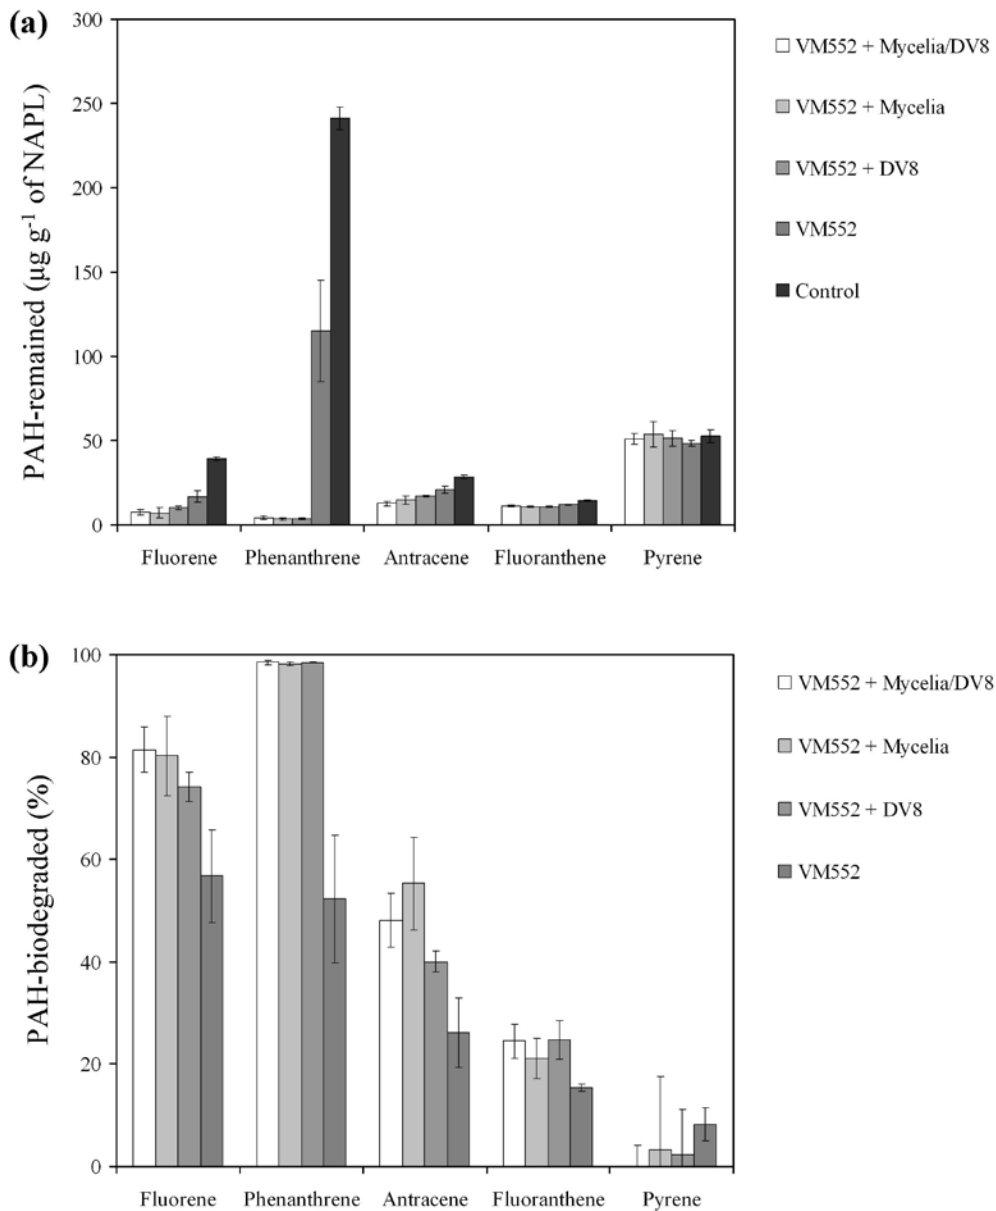 (a)
PAH-remained (µg g-1 of NAPL)
300
250
200
150
100
50
0
Fluorene Phenanthrene Antracene Fluoranthene Pyrene
VM552 + Mycelia/DV8
VM552 + Mycelia
VM552 + DV8
VM552
Control
(b)
PAH-biodegraded (%)
100
80
60
40
20
0
Fluorene Phenanthrene Antracene Fluoranthene Pyrene
VM552 + Mycelia/DV8
VM552 + Mycelia
VM552 + DV8
VM552